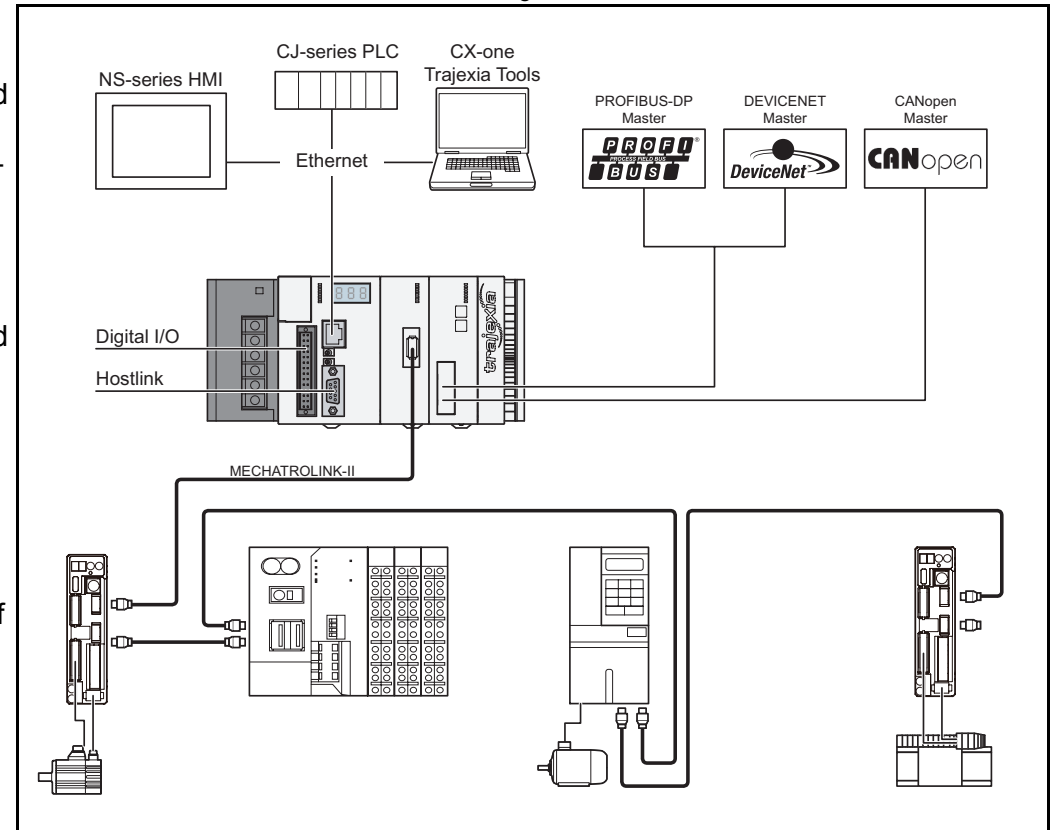 CJ-series PLC
CX-one
Trajexia Tools
NS-series HMI
Ethernet
PROFIBUS-DP
Master
DEVICENET
Master
CANopen
Master
PROFI
PROCESS FIELD BUS
BUS
DeviceNet
CANopen
888
trajexia
Digital I/O
Hostlink
MECHATROLINK-II